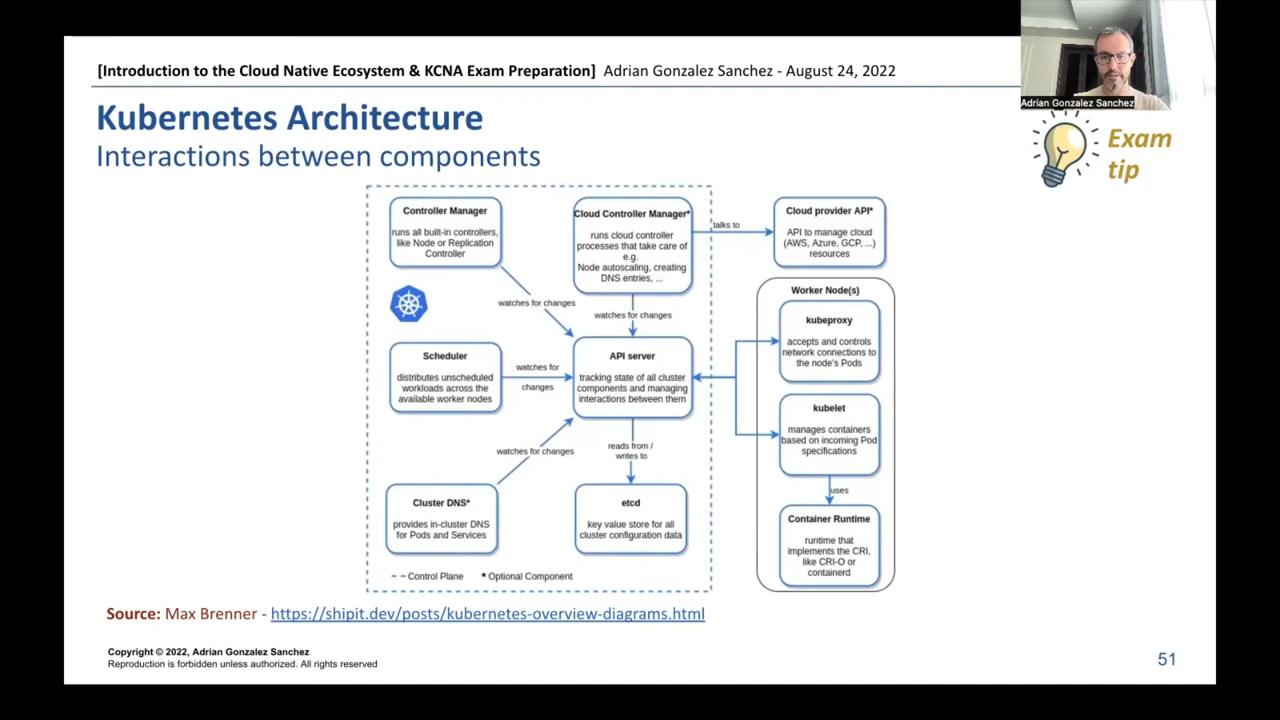 [Introduction to the Cloud Native Ecosystem & KCNA Exam Preparation] Adrian Gonzalez Sanchez - August 24, 2022
Adrian Gonzalez Sanchez
Kubernetes Architecture
Interactions between components
Exam
tip
Controller Manager
runs all built-in controllers,
like Node or Replication
Controller
Cloud Controller Manager*
runs cloud controller
processes that take care of
e.g.
Node autoscaling, creating
DNS entries, ...
talks to
Cloud provider API*
API to manage cloud
(AWS, Azure, GCP, ...)
resources
watches for changes
watches for changes
Worker Node(s)
kubeproxy
accepts and controls
network connections to
the node's Pods
Scheduler
distributes unscheduled
workloads across the
available worker nodes
watches for
changes
API server
tracking state of all cluster
components and managing
interactions between them
kubelet
manages containers
based on incoming Pod
specifications
watches for changes
reads from /
writes to
uses
Cluster DNS*
provides in-cluster DNS
for Pods and Services
etcd
key value store for all
cluster configuration data
Container Runtime
runtime that
implements the CRI,
like CRI-O or
containerd
Control Plane
* Optional Component
Source: Max Brenner - https://shipit.dev/posts/kubernetes-overview-diagrams.html
Copyright © 2022, Adrian Gonzalez Sanchez
Reproduction is forbidden unless authorized. All rights reserved
51